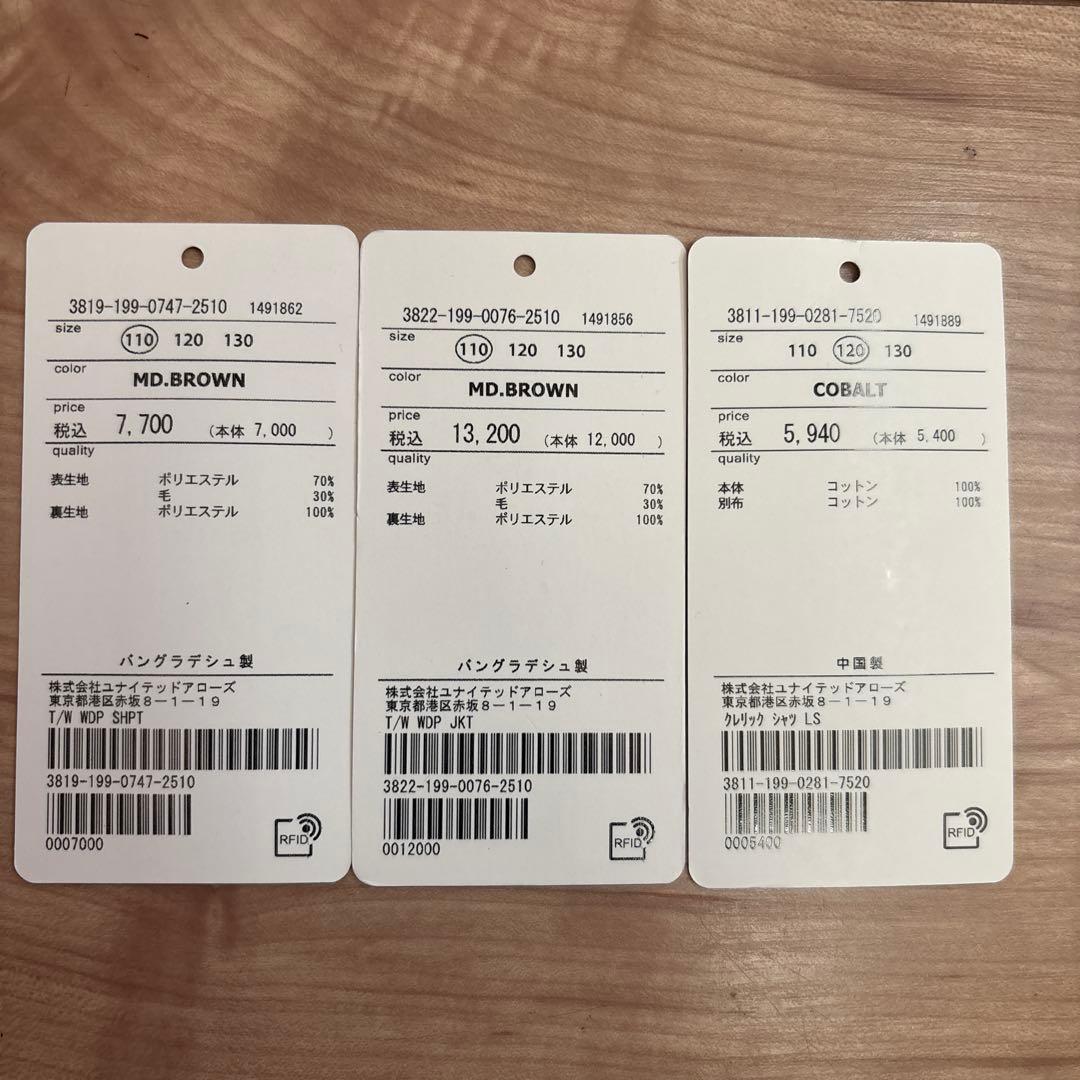 3819-199-0747-2510 1491862
size
110 120 130
color
MD.BROWN
price
税込 7,700 (本体 7,000 )
quality
表生地 ポリエステル 70%
毛 30%
裏生地 ポリエステル 100%
バングラデシュ製
株式会社ユナイテッドアローズ
東京都港区赤坂8-1-19
T/W WDP SHPT
3819-199-0747-2510
0007000
RFID
3822-199-0076-2510 1491856
size
110 120 130
color
MD.BROWN
price
税込 13,200 (本体 12,000 )
quality
表生地 ポリエステル 70%
毛 30%
裏生地 ポリエステル 100%
バングラデシュ製
株式会社ユナイテッドアローズ
東京都港区赤坂8-1-19
T/W WDP JKT
3822-199-0076-2510
0012000
RFID
3811-199-0281-7520 1491889
size
110 120 130
color
COBALT
price
税込 5,940 (本体 5,400 )
quality
本体 コットン 100%
別布 コットン 100%
中国製
株式会社ユナイテッドアローズ
東京都港区赤坂8-1-19
クレリック シャツ LS
3811-199-0281-7520
0005400
RFID